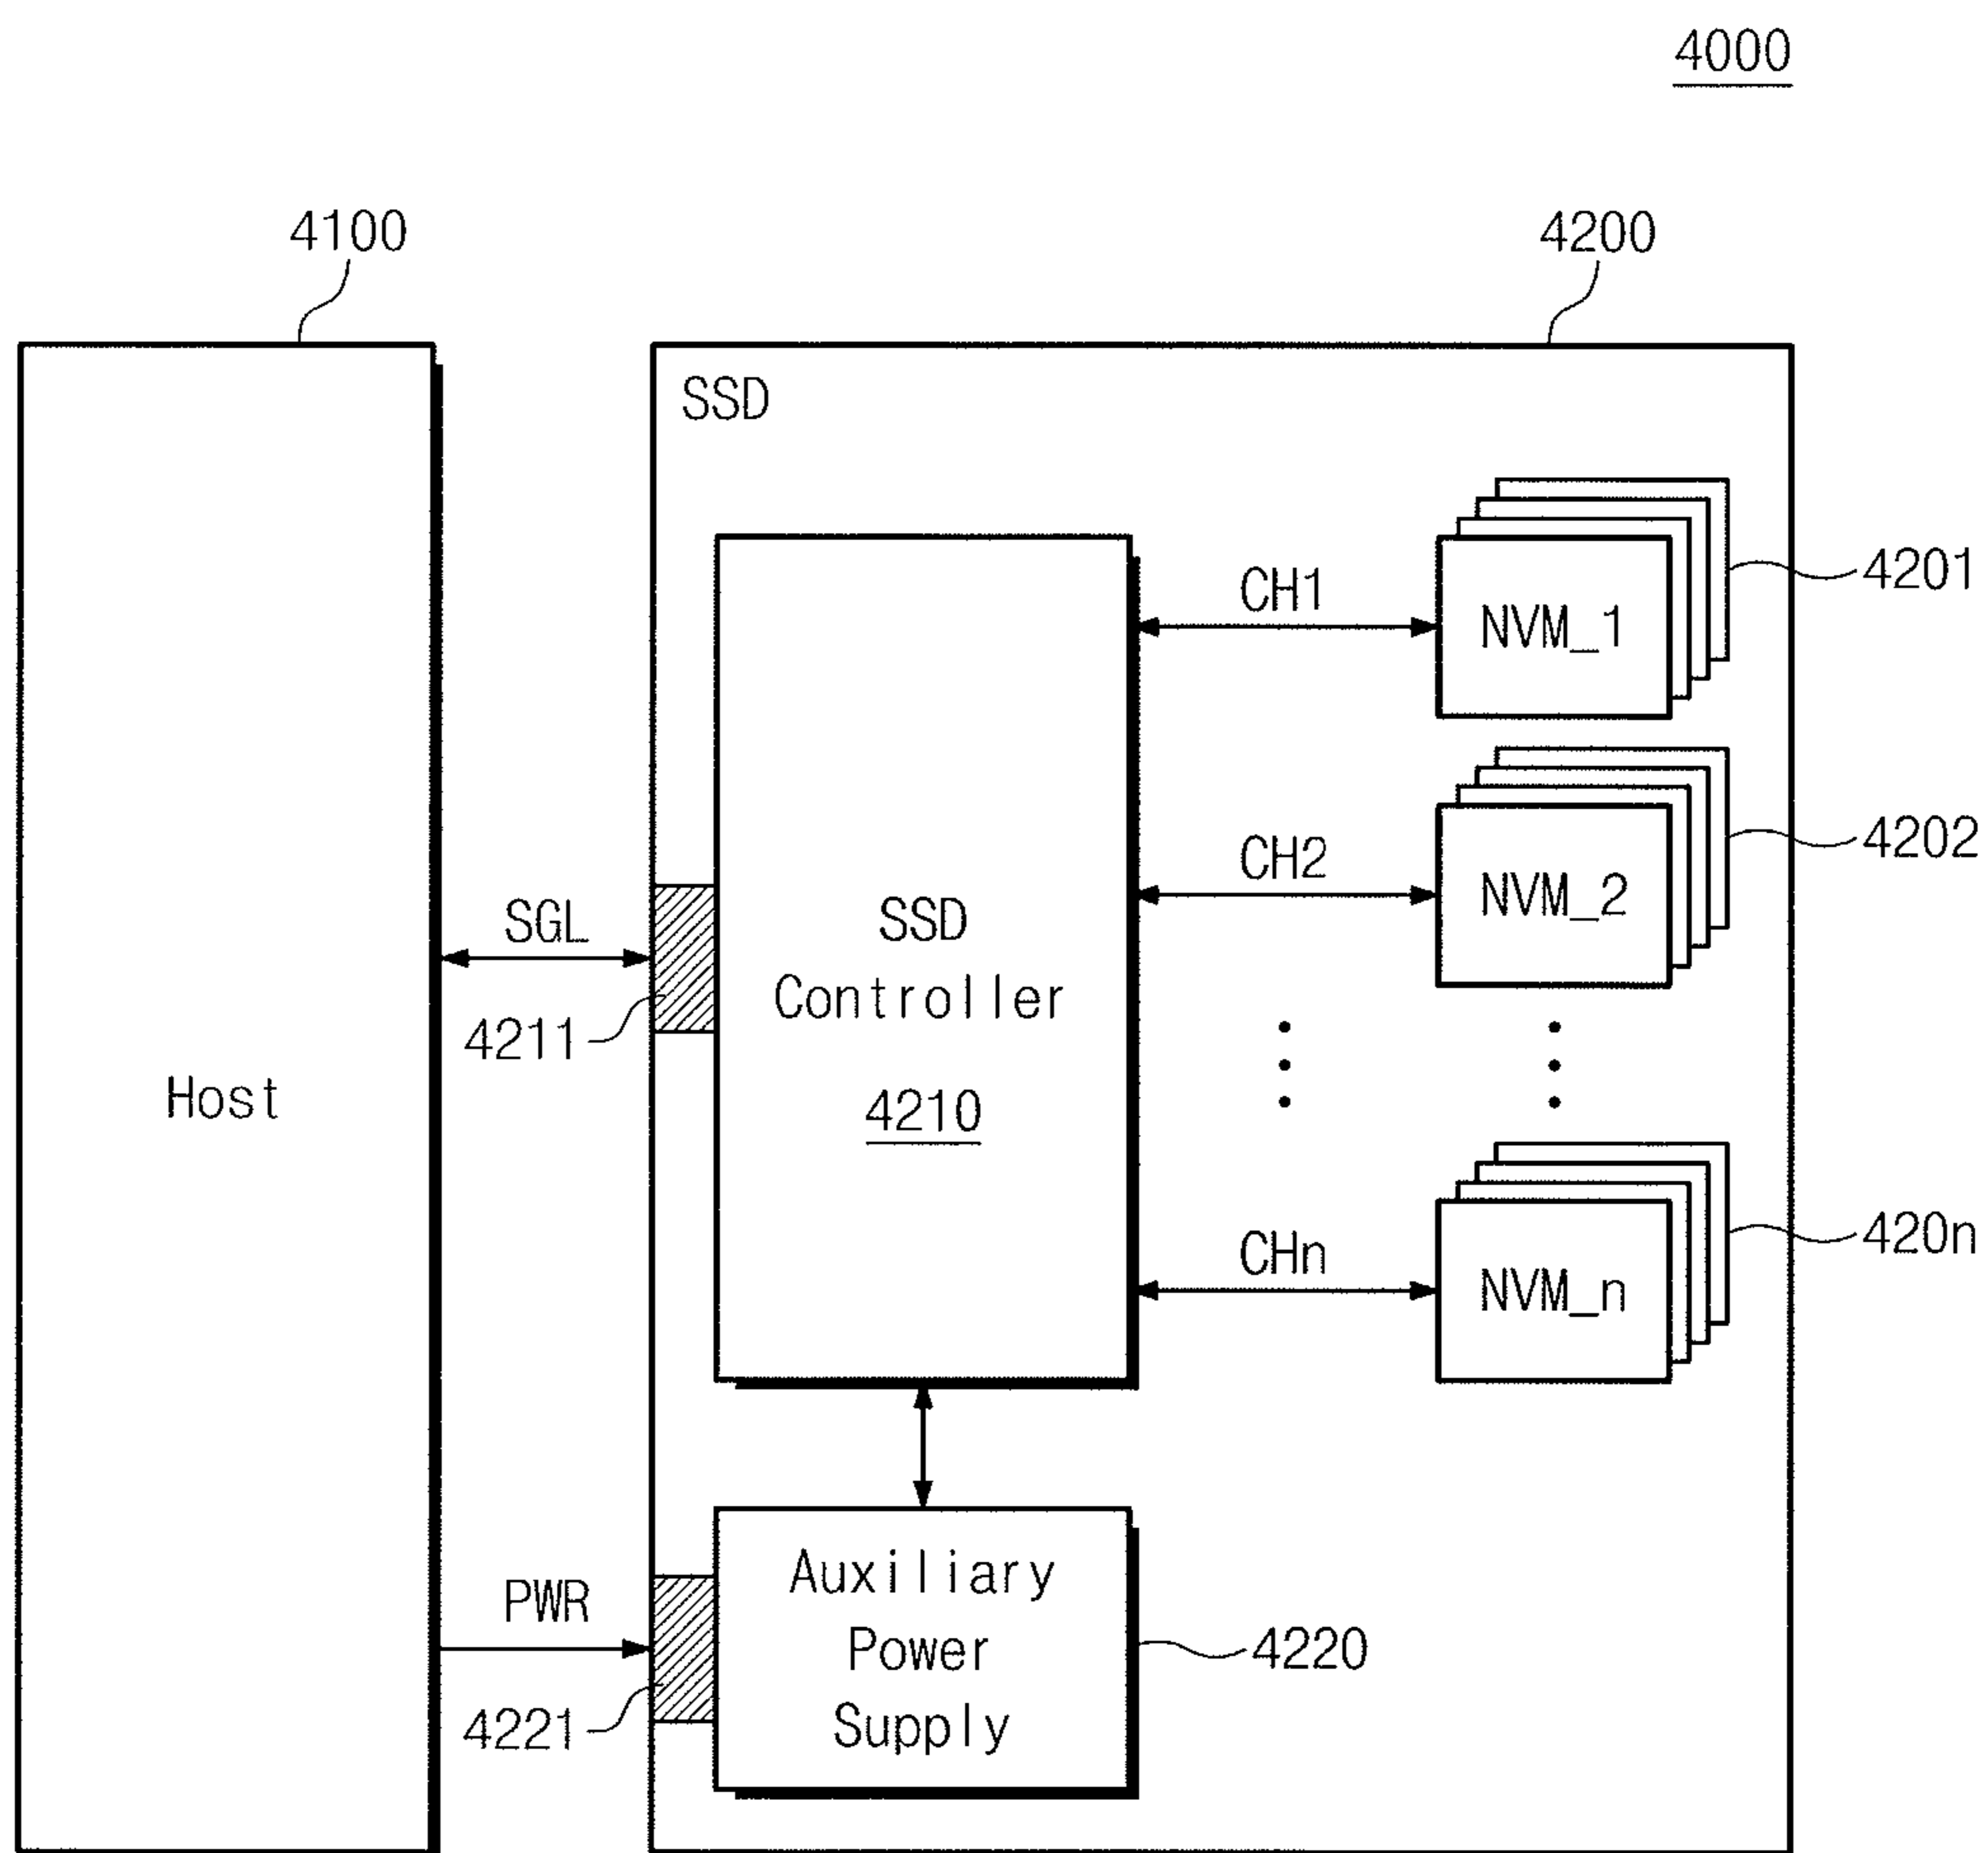 4000
4100
4200
SSD
4201
CH1
NVM_1
4202
CH2
NVM_2
SGL
SSD
Controller
4210
4211
Host
420n
CHn
NVM_n
Auxiliary
Power
Supply
PWR
4220
4221